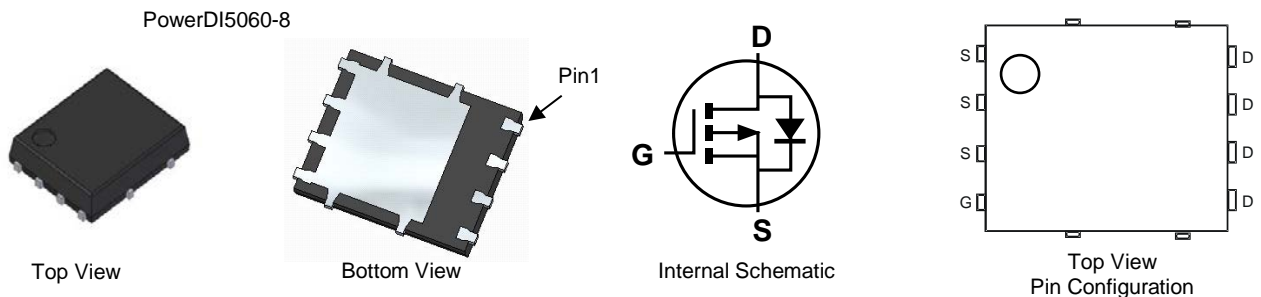 PowerDI5060-8
Top View
Pin1
Bottom View
D
G
S
Internal Schematic
S
S
S
G
D
D
D
D
Top View
Pin Configuration